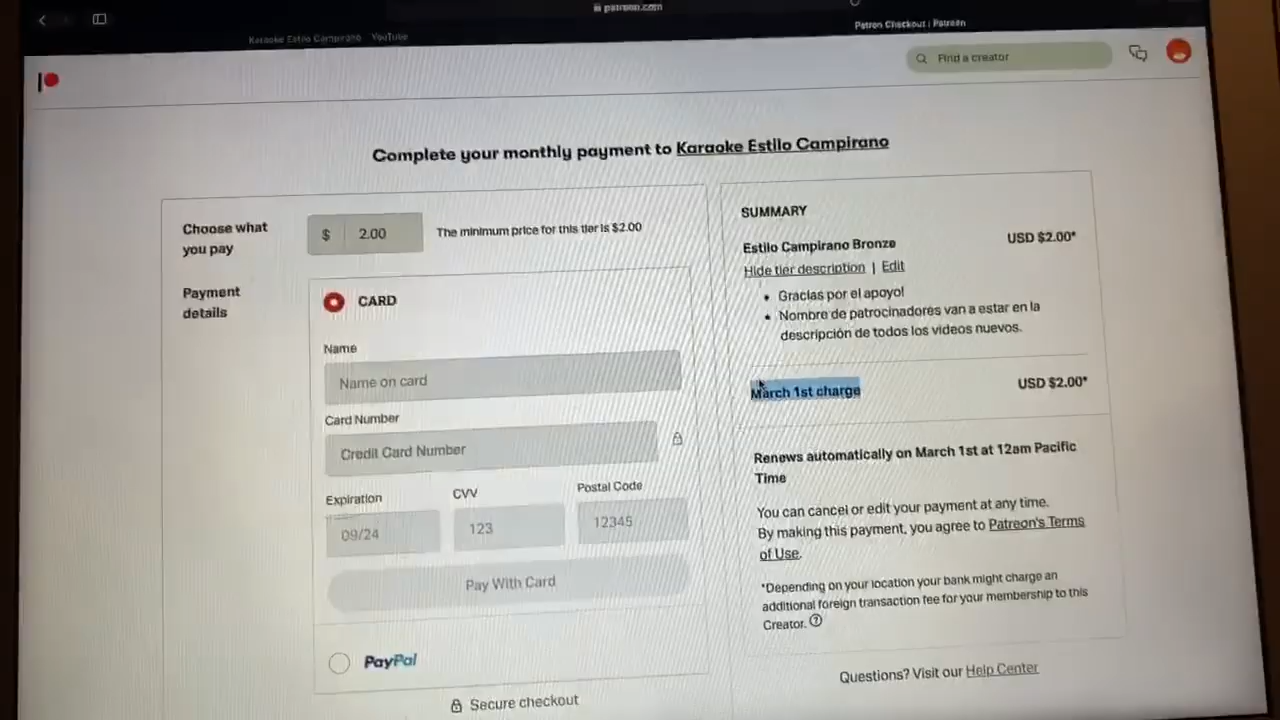 patreon.com
Karaoke Estilo Campirano YouTube
Patron Checkout | Patreon
Find a creator
Complete your monthly payment to Karaoke Estilo Campirano
Choose what
you pay
$ 2.00
The minimum price for this tier is $2.00
Payment
details
CARD
Name
Name on card
Card Number
Credit Card Number
Expiration
CVV
Postal Code
09/24
123
12345
Pay With Card
PayPal
Secure checkout
SUMMARY
Estilo Campirano Bronze
USD $2.00*
Hide tier description | Edit
• Gracias por el apoyo!
• Nombre de patrocinadores van a estar en la
descripción de todos los videos nuevos.
March 1st charge
USD $2.00*
Renews automatically on March 1st at 12am Pacific
Time
You can cancel or edit your payment at any time.
By making this payment, you agree to Patreon's Terms
of Use.
*Depending on your location your bank might charge an
additional foreign transaction fee for your membership to this
Creator.
Questions? Visit our Help Center